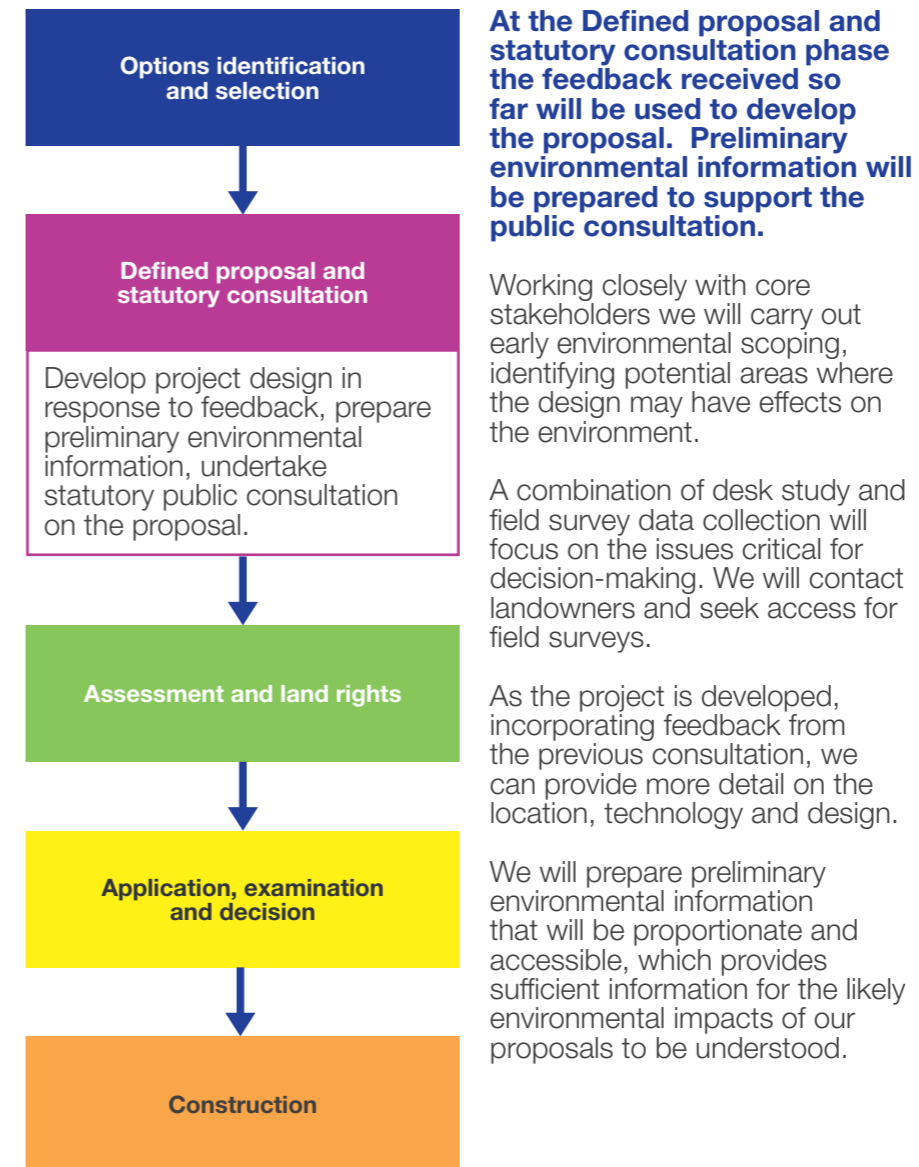 Options identification
and selection
Defined proposal and
statutory consultation
Develop project design in
response to feedback, prepare
preliminary environmental
information, undertake
statutory public consultation
on the proposal.
Assessment and land rights
Application, examination
and decision
Construction
At the Defined proposal and
statutory consultation phase
the feedback received so
far will be used to develop
the proposal.  Preliminary
environmental information will
be prepared to support the
public consultation.
Working closely with core
stakeholders we will carry out
early environmental scoping,
identifying potential areas where
the design may have effects on
the environment.
A combination of desk study and
field survey data collection will
focus on the issues critical for
decision-making. We will contact
landowners and seek access for
field surveys.
As the project is developed,
incorporating feedback from
the previous consultation, we
can provide more detail on the
location, technology and design.
We will prepare preliminary
environmental information
that will be proportionate and
accessible, which provides
sufficient information for the likely
environmental impacts of our
proposals to be understood.